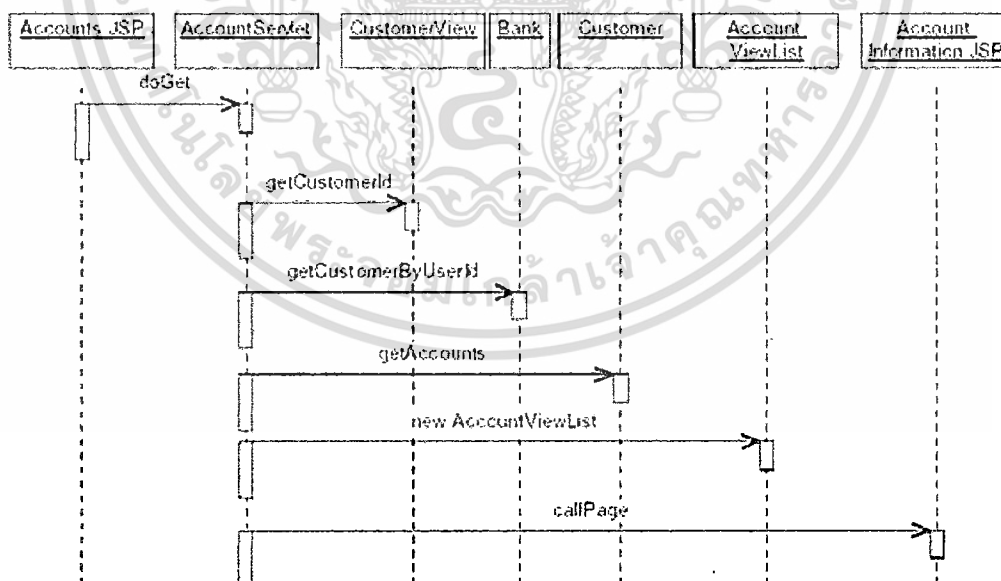 Accounts JSP
AccountServlet
CustomerView
Bank
Customer
Account
ViewList
Account
Information JSP
doGet
getCustomerId
getCustomerByUserId
getAccounts
new AccountViewList
callPage